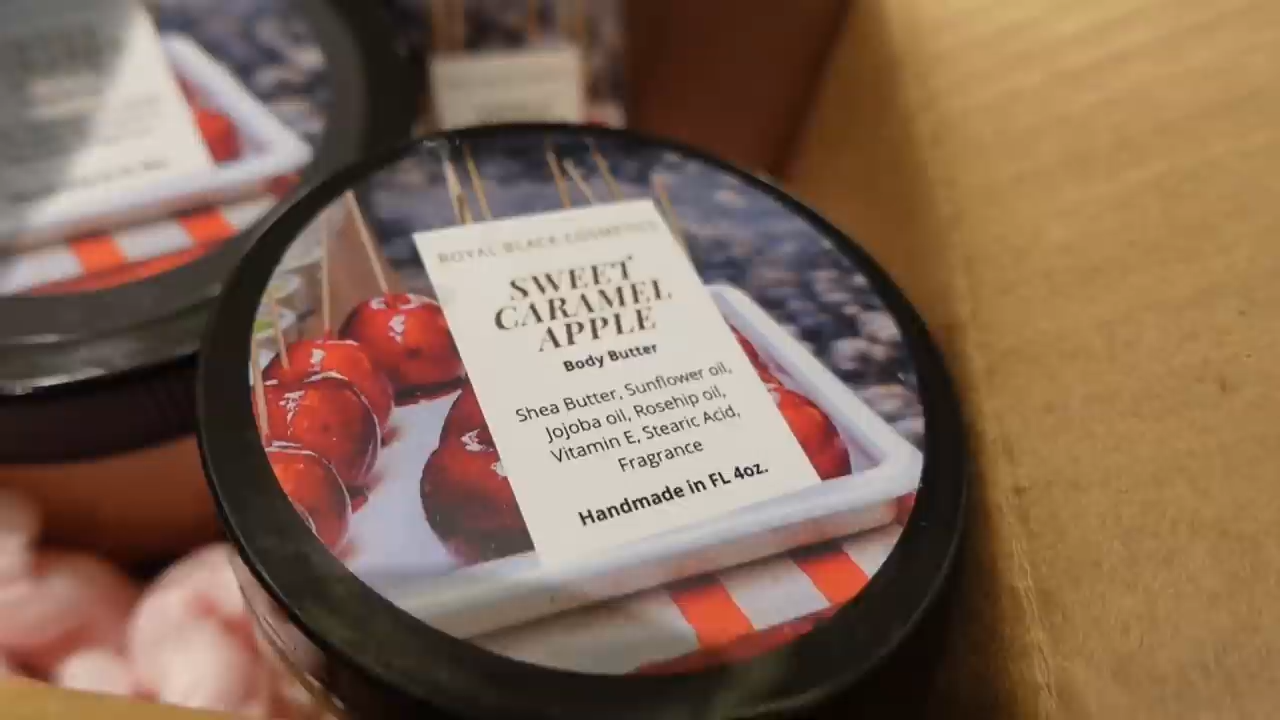 ROYAL BLACK COSMETICS
SWEET
CARAMEL
APPLE
Body Butter
Shea Butter, Sunflower oil,
Jojoba oil, Rosehip oil,
Vitamin E, Stearic Acid,
Fragrance
Handmade in FL 4oz.